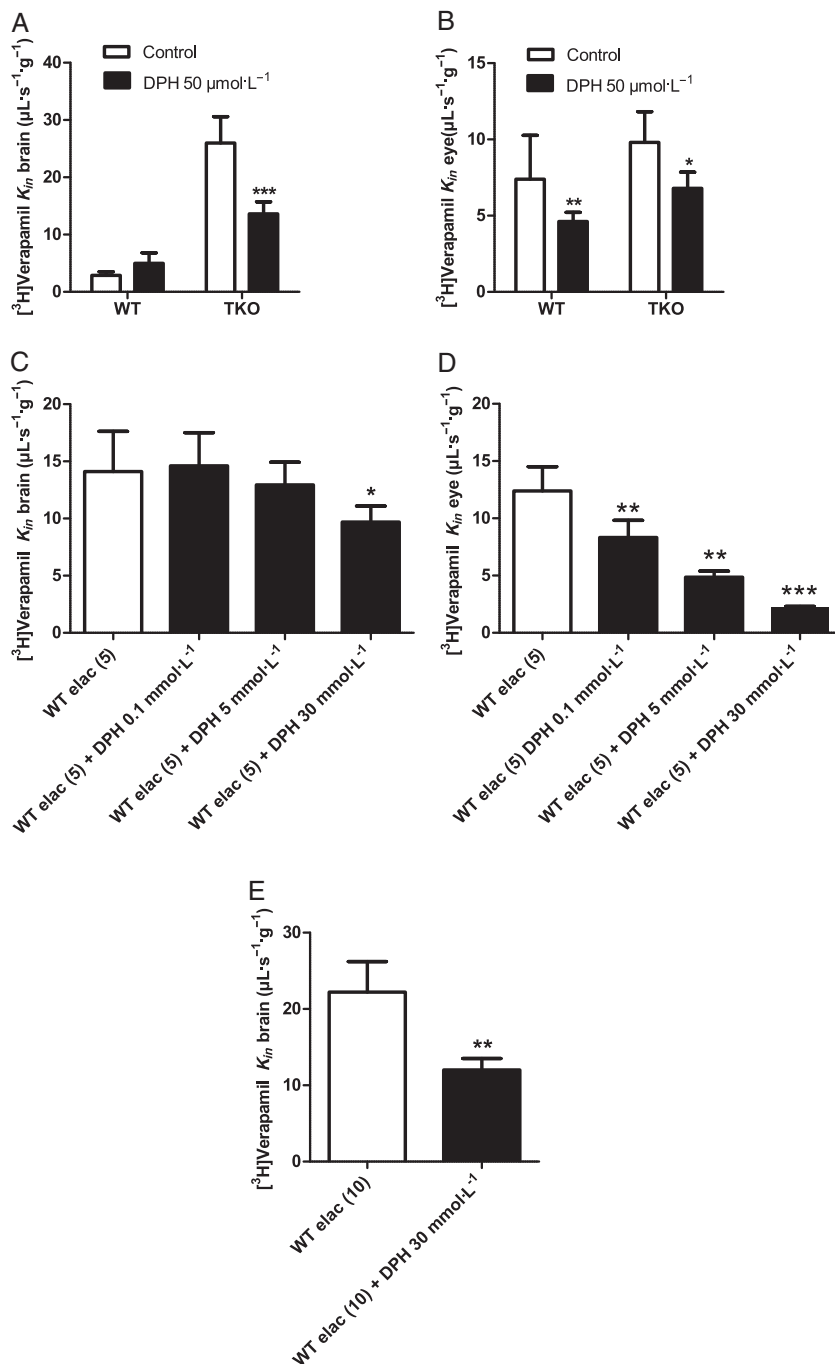 A
Control
DPH 50 µmol·L⁻¹
[³H]Verapamil Kin brain (µL·s⁻¹·g⁻¹)
40
30
20
10
0
***
WT
TKO
B
Control
DPH 50 µmol·L⁻¹
[³H]Verapamil Kin eye(µL·s⁻¹·g⁻¹)
15
10
5
0
**
*
WT
TKO
C
[³H]Verapamil Kin brain (µL·s⁻¹·g⁻¹)
20
15
10
5
0
*
WT elac (5)
WT elac (5) + DPH 0.1 mmol·L⁻¹
WT elac (5) + DPH 5 mmol·L⁻¹
WT elac (5) + DPH 30 mmol·L⁻¹
D
[³H]Verapamil Kin eye (µL·s⁻¹·g⁻¹)
20
15
10
5
0
**
**
***
WT elac (5)
WT elac (5) DPH 0.1 mmol·L⁻¹
WT elac (5) + DPH 5 mmol·L⁻¹
WT elac (5) + DPH 30 mmol·L⁻¹
E
[³H]Verapamil Kin brain (µL·s⁻¹·g⁻¹)
30
20
10
0
**
WT elac (10)
WT elac (10) + DPH 30 mmol·L⁻¹